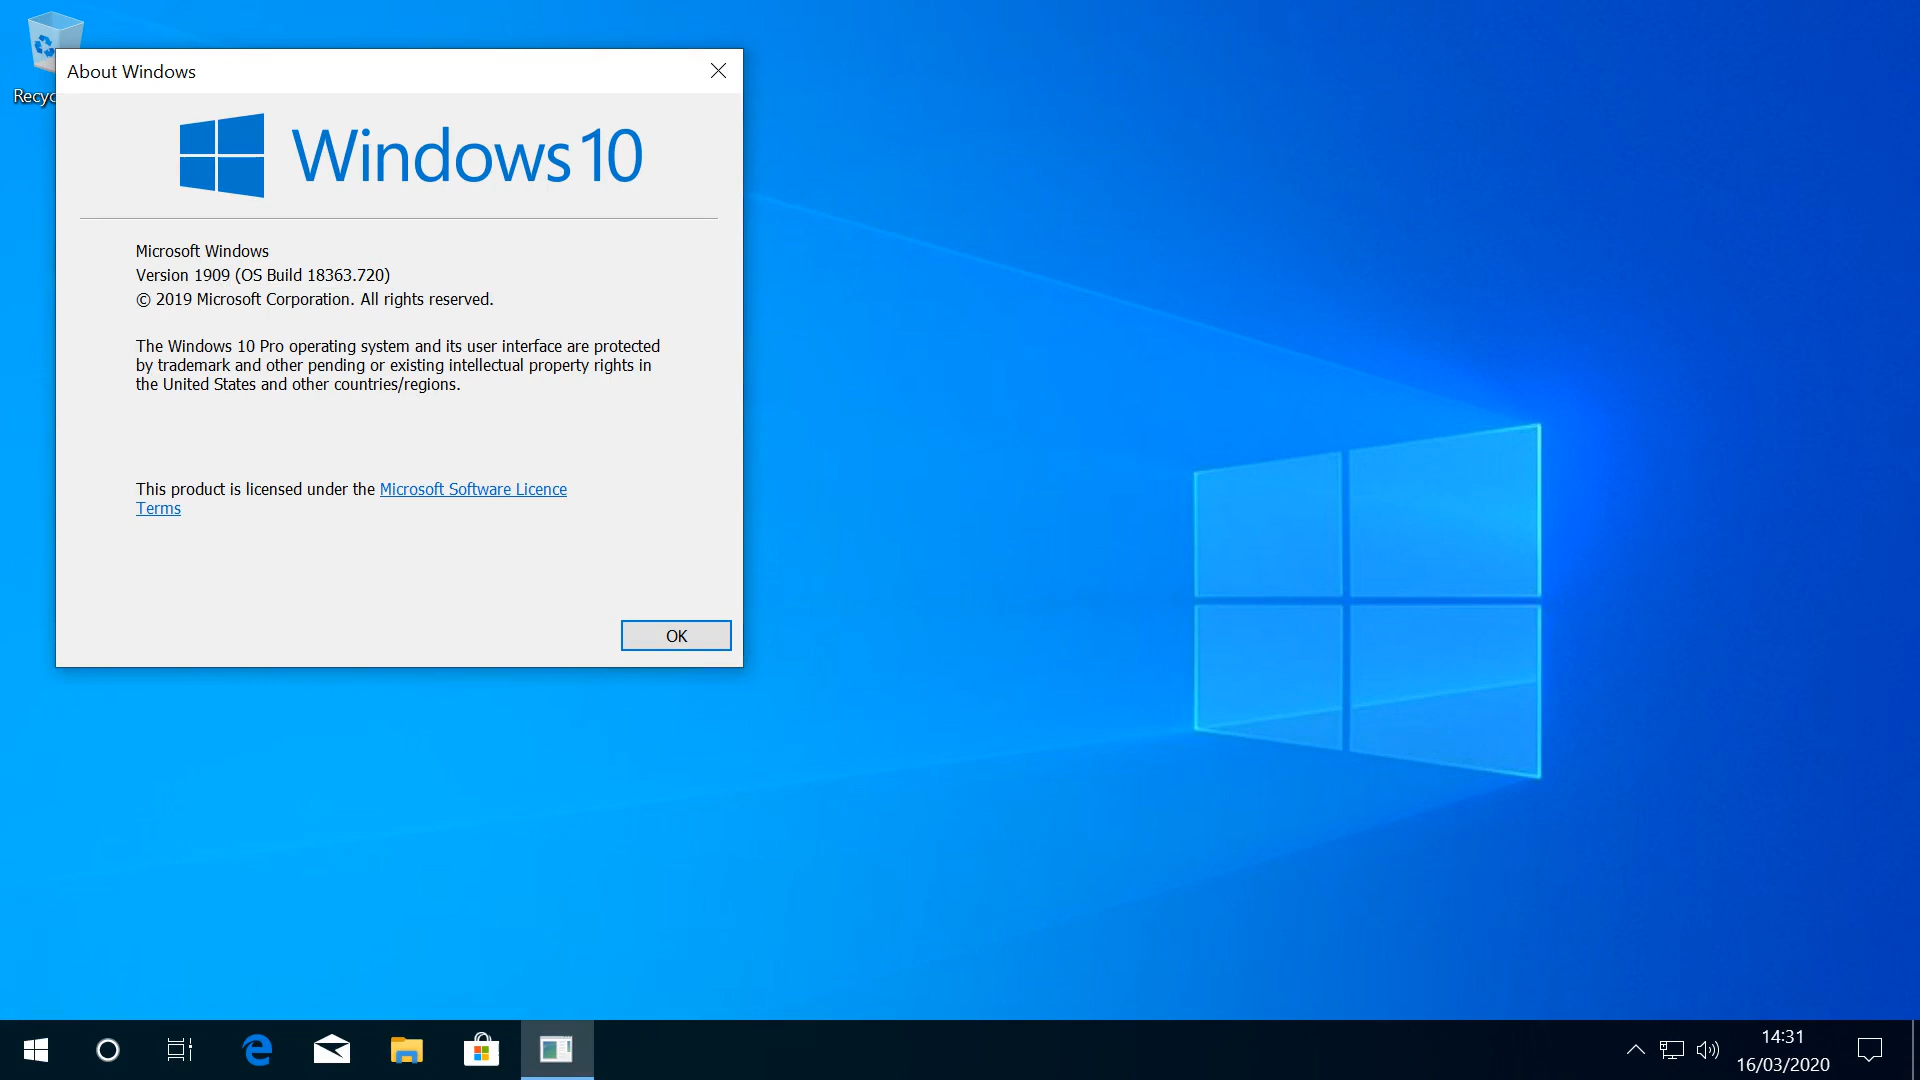 Recyc
About Windows
Windows 10
Microsoft Windows
Version 1909 (OS Build 18363.720)
© 2019 Microsoft Corporation. All rights reserved.
The Windows 10 Pro operating system and its user interface are protected
by trademark and other pending or existing intellectual property rights in
the United States and other countries/regions.
This product is licensed under the Microsoft Software Licence
Terms
OK
14:31
16/03/2020